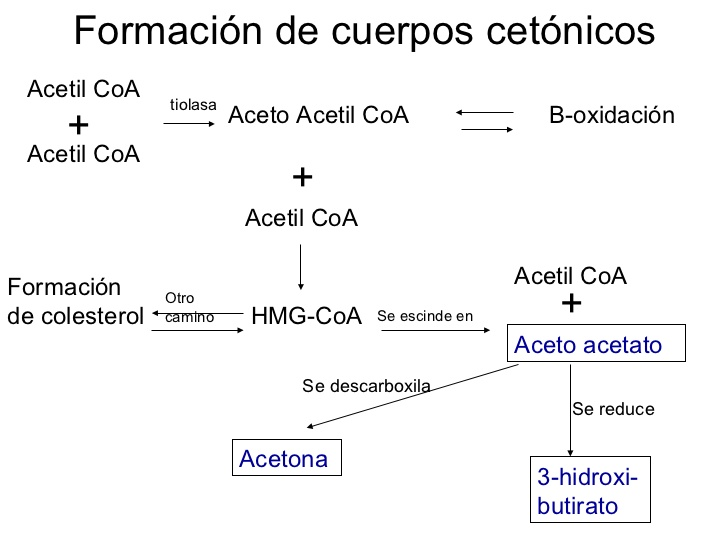 Formación de cuerpos cetónicos
Acetil CoA
+
Acetil CoA
tiolasa
Aceto Acetil CoA
B-oxidación
+
Acetil CoA
Formación
de colesterol
Otro
camino
HMG-CoA
Se escinde en
Acetil CoA
+
Aceto acetato
Se descarboxila
Se reduce
Acetona
3-hidroxi-
butirato